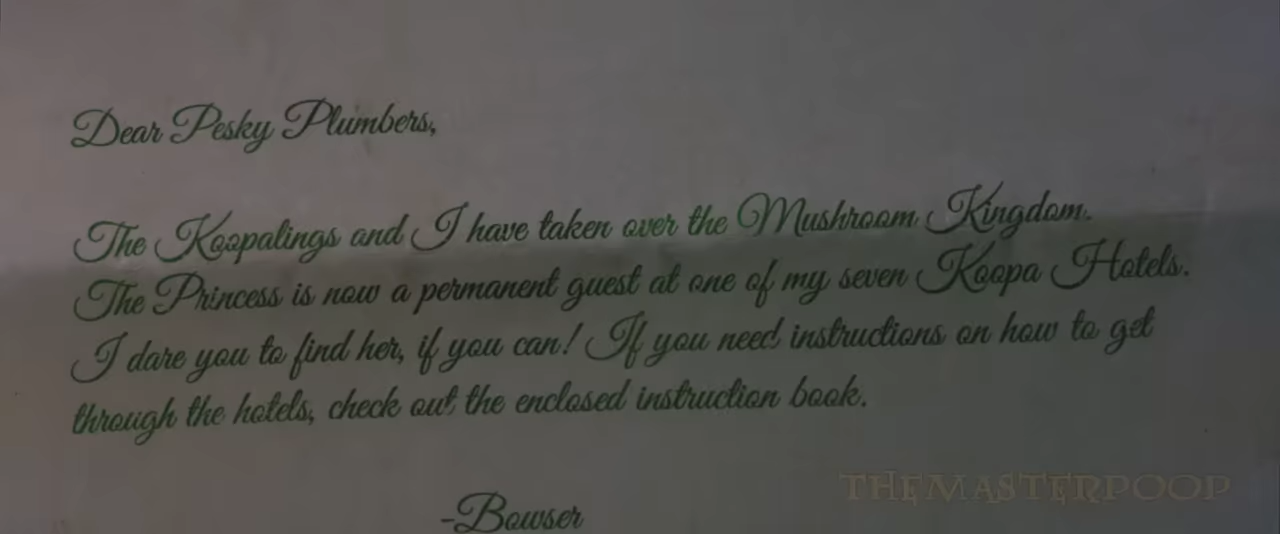 Dear Pesky Plumbers,
The Koopalings and I have taken over the Mushroom Kingdom.
The Princess is now a permanent guest at one of my seven Koopa Hotels.
I dare you to find her, if you can! If you need instructions on how to get
through the hotels, check out the enclosed instruction book.
-Bowser
THEMASTERPOOP